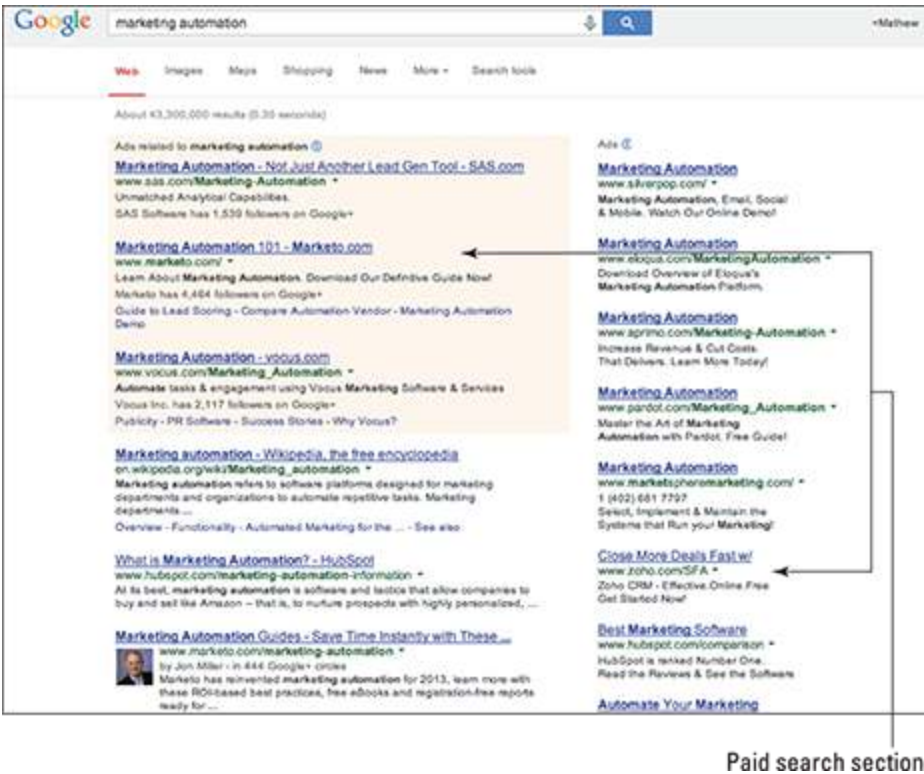 Google marketing automation +Mathew
Web Images Maps Shopping News More Search tools
About 43,300,000 results (0.35 seconds)
Ads related to marketing automation
Marketing Automation - Not Just Another Lead Gen Tool - SAS.com
www.sas.com/Marketing-Automation
Unmatched Analytical Capabilities.
SAS Software has 1,539 followers on Google+
Marketing Automation 101 - Marketo.com
www.marketo.com/
Learn About Marketing Automation. Download Our Definitive Guide Now!
Marketo has 4,464 followers on Google+
Guide to Lead Scoring - Compare Automation Vendor - Marketing Automation
Demo
Marketing Automation - vocus.com
www.vocus.com/Marketing_Automation
Automate tasks & engagement using Vocus Marketing Software & Services
Vocus Inc. has 2,117 followers on Google+
Publicity - PR Software - Success Stories - Why Vocus?
Marketing automation - Wikipedia, the free encyclopedia
en.wikipedia.org/wiki/Marketing_automation
Marketing automation refers to software platforms designed for marketing
departments and organizations to automate repetitive tasks. Marketing
departments ...
Overview - Functionality - Automated Marketing for the ... - See also
What is Marketing Automation? - HubSpot
www.hubspot.com/marketing-automation-information
At its best, marketing automation is software and tactics that allow companies to
buy and sell like Amazon – that is, to nurture prospects with highly personalized, ...
Marketing Automation Guides - Save Time Instantly with These ...
www.marketo.com/marketing-automation
by Jon Miller - in 444 Google+ circles
Marketo has reinvented marketing automation for 2013, learn more with
these ROI-based best practices, free eBooks and registration-free reports
ready for ...
Ads
Marketing Automation
www.silverpop.com/
Marketing Automation, Email, Social
& Mobile. Watch Our Online Demo!
Marketing Automation
www.eloqua.com/MarketingAutomation
Download Overview of Eloqua's
Marketing Automation Platform.
Marketing Automation
www.aprimo.com/Marketing-Automation
Increase Revenue & Cut Costs.
That Delivers. Learn More Today!
Marketing Automation
www.pardot.com/Marketing_Automation
Master the Art of Marketing
Automation with Pardot. Free Guide!
Marketing Automation
www.marketspheremarketing.com/
1 (402) 681 7797
Select, Implement & Maintain the
Systems that Run your Marketing!
Close More Deals Fast w/
www.zoho.com/SFA
Zoho CRM - Effective.Online.Free
Get Started Now!
Best Marketing Software
www.hubspot.com/comparison
HubSpot is ranked Number One.
Read the Reviews & See the Software
Automate Your Marketing
Paid search section